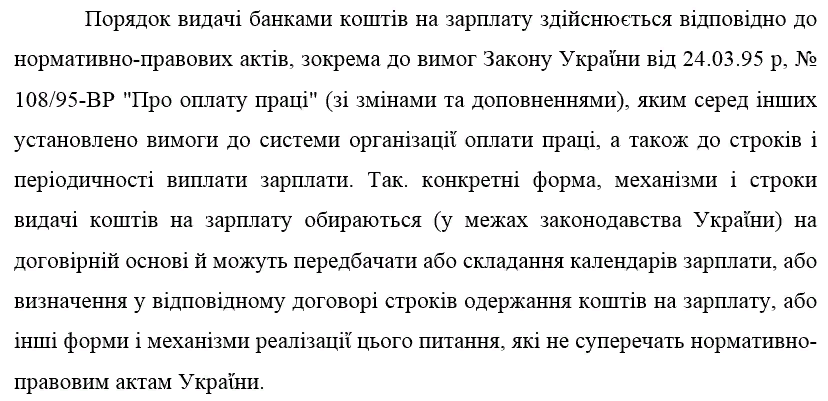 Порядок видачі банками коштів на зарплату здійснюється відповідно до
нормативно-правових актів, зокрема до вимог Закону України від 24.03.95 р, №
108/95-ВР "Про оплату праці" (зі змінами та доповненнями), яким серед інших
установлено вимоги до системи організації оплати праці, а також до строків і
періодичності виплати зарплати. Так. конкретні форма, механізми і строки
видачі коштів на зарплату обираються (у межах законодавства України) на
договірній основі й можуть передбачати або складання календарів зарплати, або
визначення у відповідному договорі строків одержання коштів на зарплату, або
інші форми і механізми реалізації цього питання, які не суперечать нормативно-
правовим актам України.